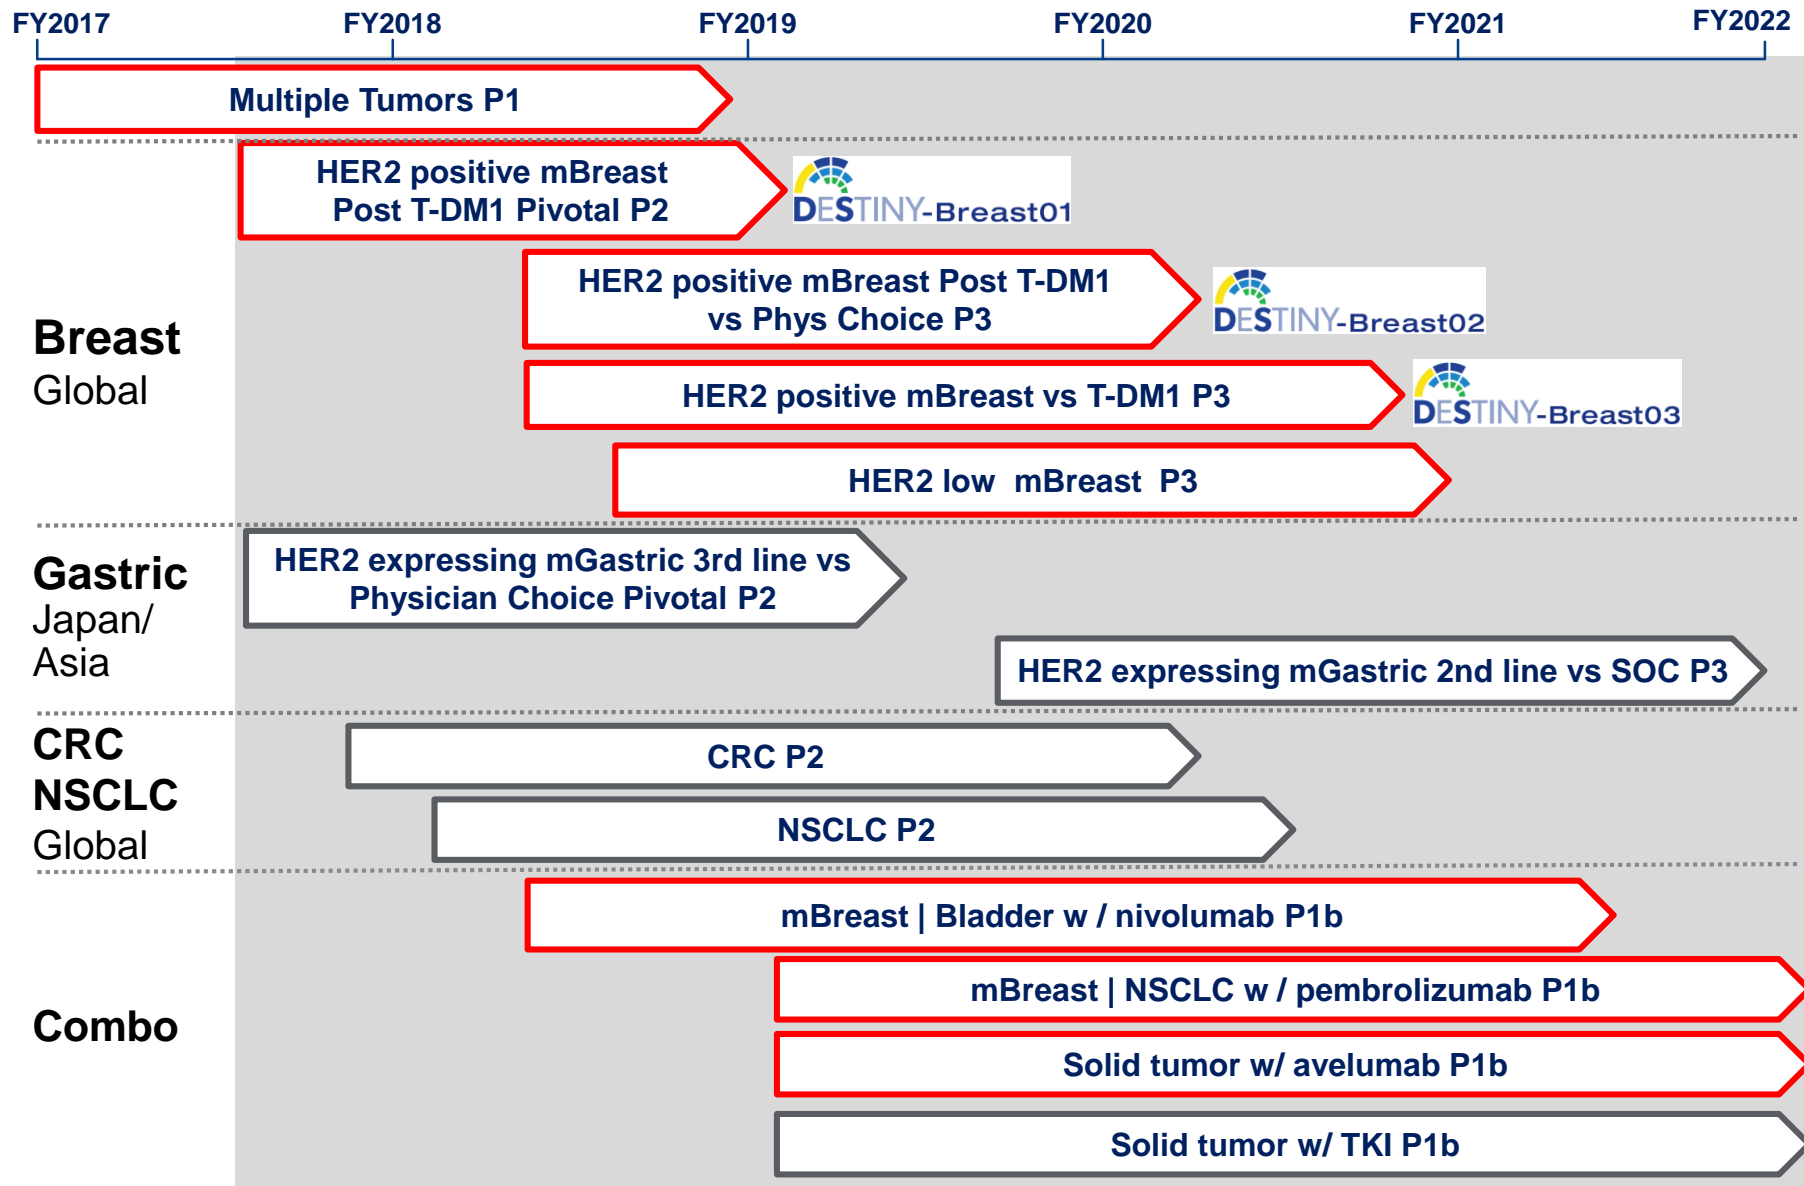 FY2017 FY2018 FY2019 FY2020 FY2021 FY2022
Multiple Tumors P1
Breast
Global
HER2 positive mBreast
Post T-DM1 Pivotal P2
DESTINY-Breast01
HER2 positive mBreast Post T-DM1
vs Phys Choice P3
DESTINY-Breast02
HER2 positive mBreast vs T-DM1 P3
DESTINY-Breast03
HER2 low mBreast P3
Gastric
Japan/
Asia
HER2 expressing mGastric 3rd line vs
Physician Choice Pivotal P2
HER2 expressing mGastric 2nd line vs SOC P3
CRC
NSCLC
Global
CRC P2
NSCLC P2
Combo
mBreast | Bladder w / nivolumab P1b
mBreast | NSCLC w / pembrolizumab P1b
Solid tumor w/ avelumab P1b
Solid tumor w/ TKI P1b